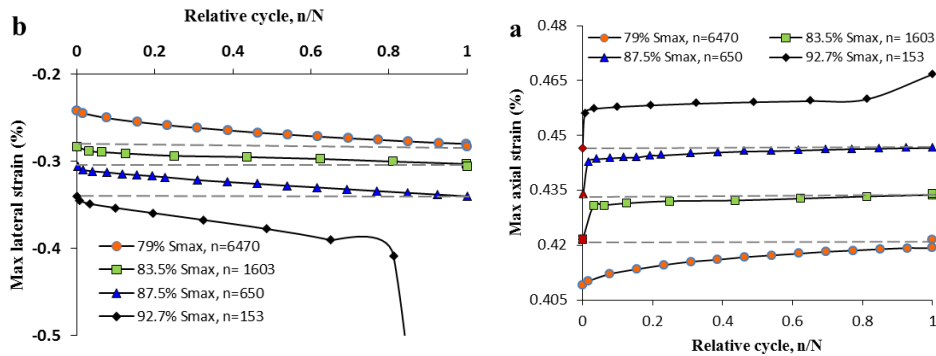 b
Relative cycle, n/N
0
0.2
0.4
0.6
0.8
1
-0.2
-0.3
-0.4
-0.5
Max lateral strain (%)
79% Smax, n=6470
83.5% Smax, n= 1603
87.5% Smax, n=650
92.7% Smax, n=153
a
79% Smax, n=6470
83.5% Smax, n= 1603
87.5% Smax, n=650
92.7% Smax, n=153
0.48
0.465
0.45
0.435
0.42
0.405
Max axial strain (%)
0
0.2
0.4
0.6
0.8
1
Relative cycle, n/N